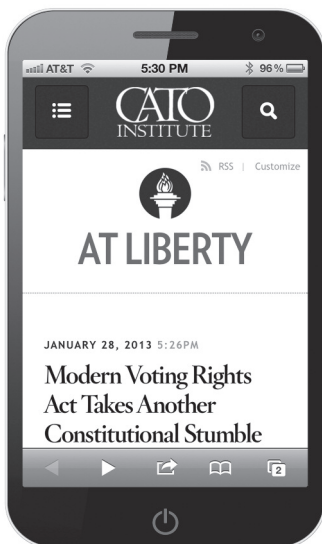 AT&T 5:30 PM 96%
CATO
INSTITUTE
RSS | Customize
AT LIBERTY
JANUARY 28, 2013 5:26PM
Modern Voting Rights
Act Takes Another
Constitutional Stumble
2